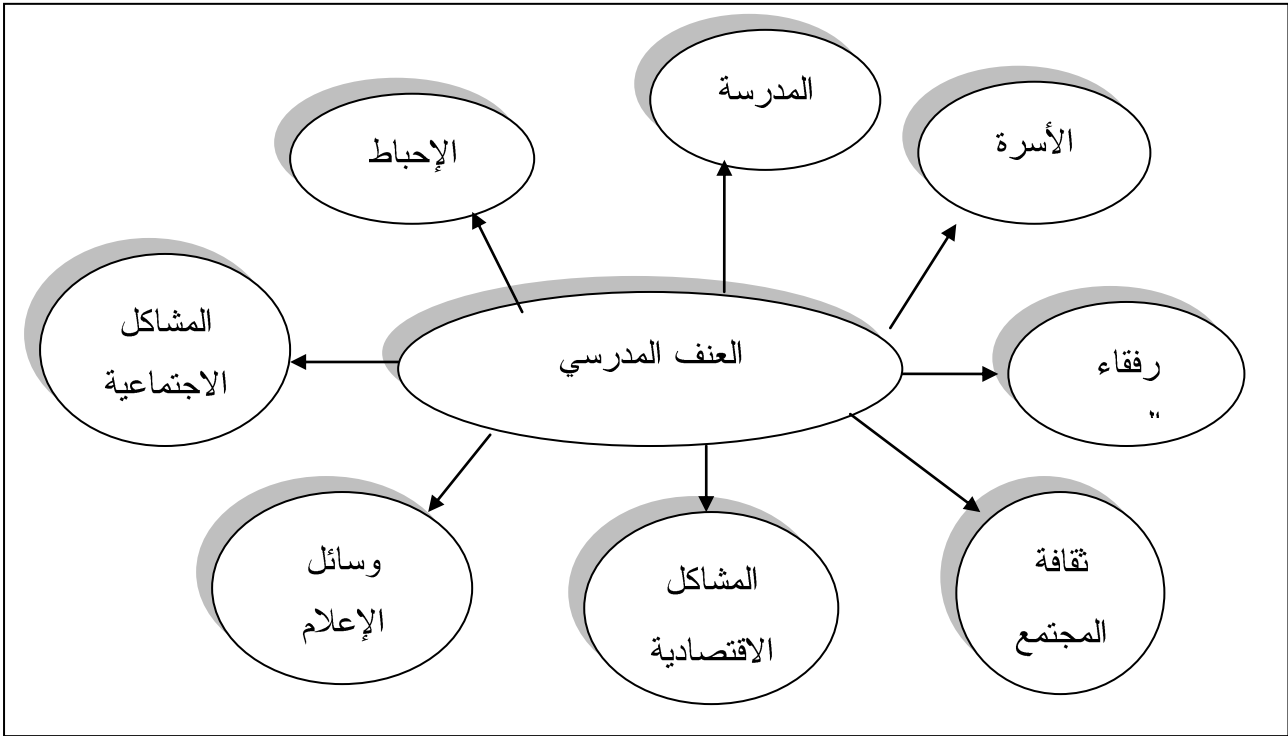 المدرسة
الأسرة
الإحباط
المشاكل
الاجتماعية
العنف المدرسي
رفقاء
ثقافة
المجتمع
المشاكل
الاقتصادية
وسائل
الإعلام